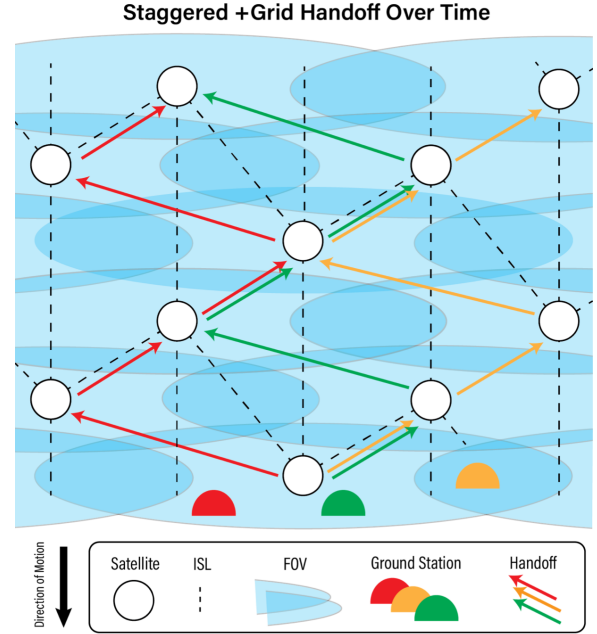 Staggered +Grid Handoff Over Time
Direction of Motion
Satellite
ISL
FOV
Ground Station
Handoff